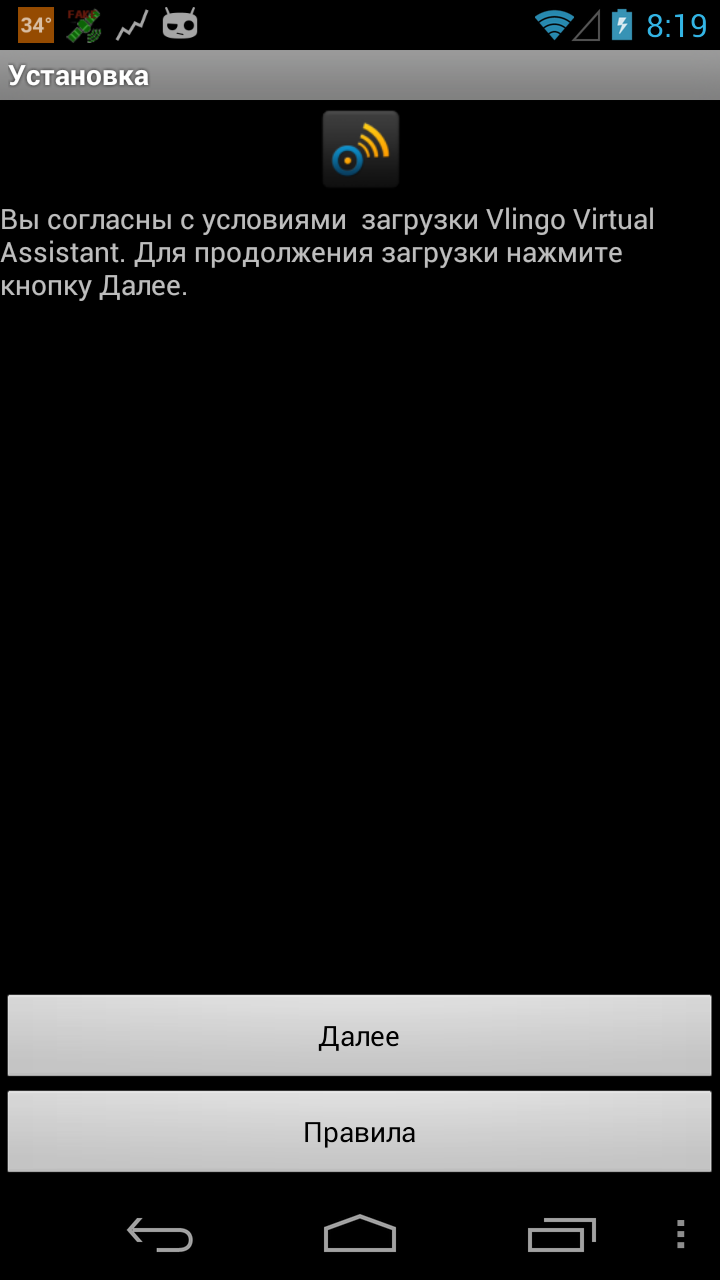 34°
FAKE
8:19
Установка
Вы согласны с условиями  загрузки Vlingo Virtual
Assistant. Для продолжения загрузки нажмите
кнопку Далее.
Далее
Правила